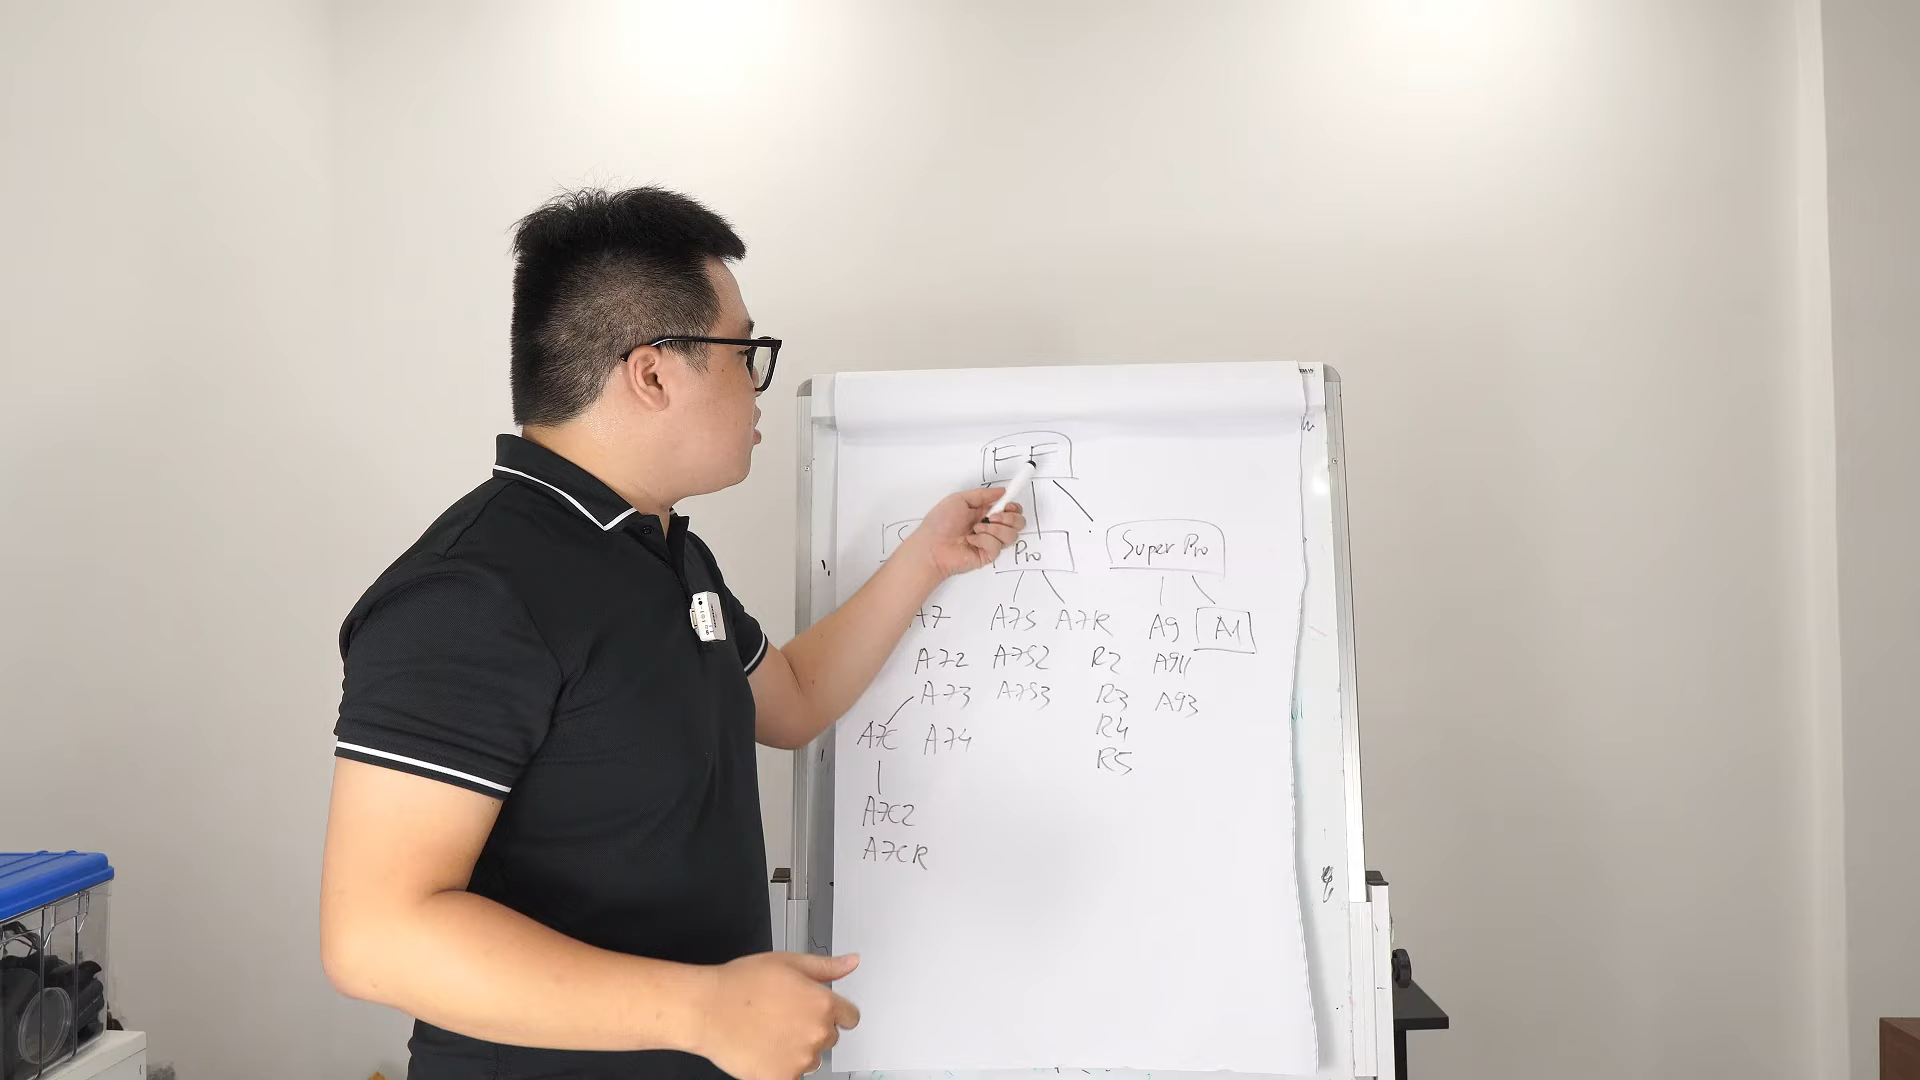 FF
Pro Super Pro
A7 A7S A7R A9 A1
A72 A7S2 R2 A9II
A73 A7S3 R3 A93
A7C A74 R4
R5
A7C2
A7CR